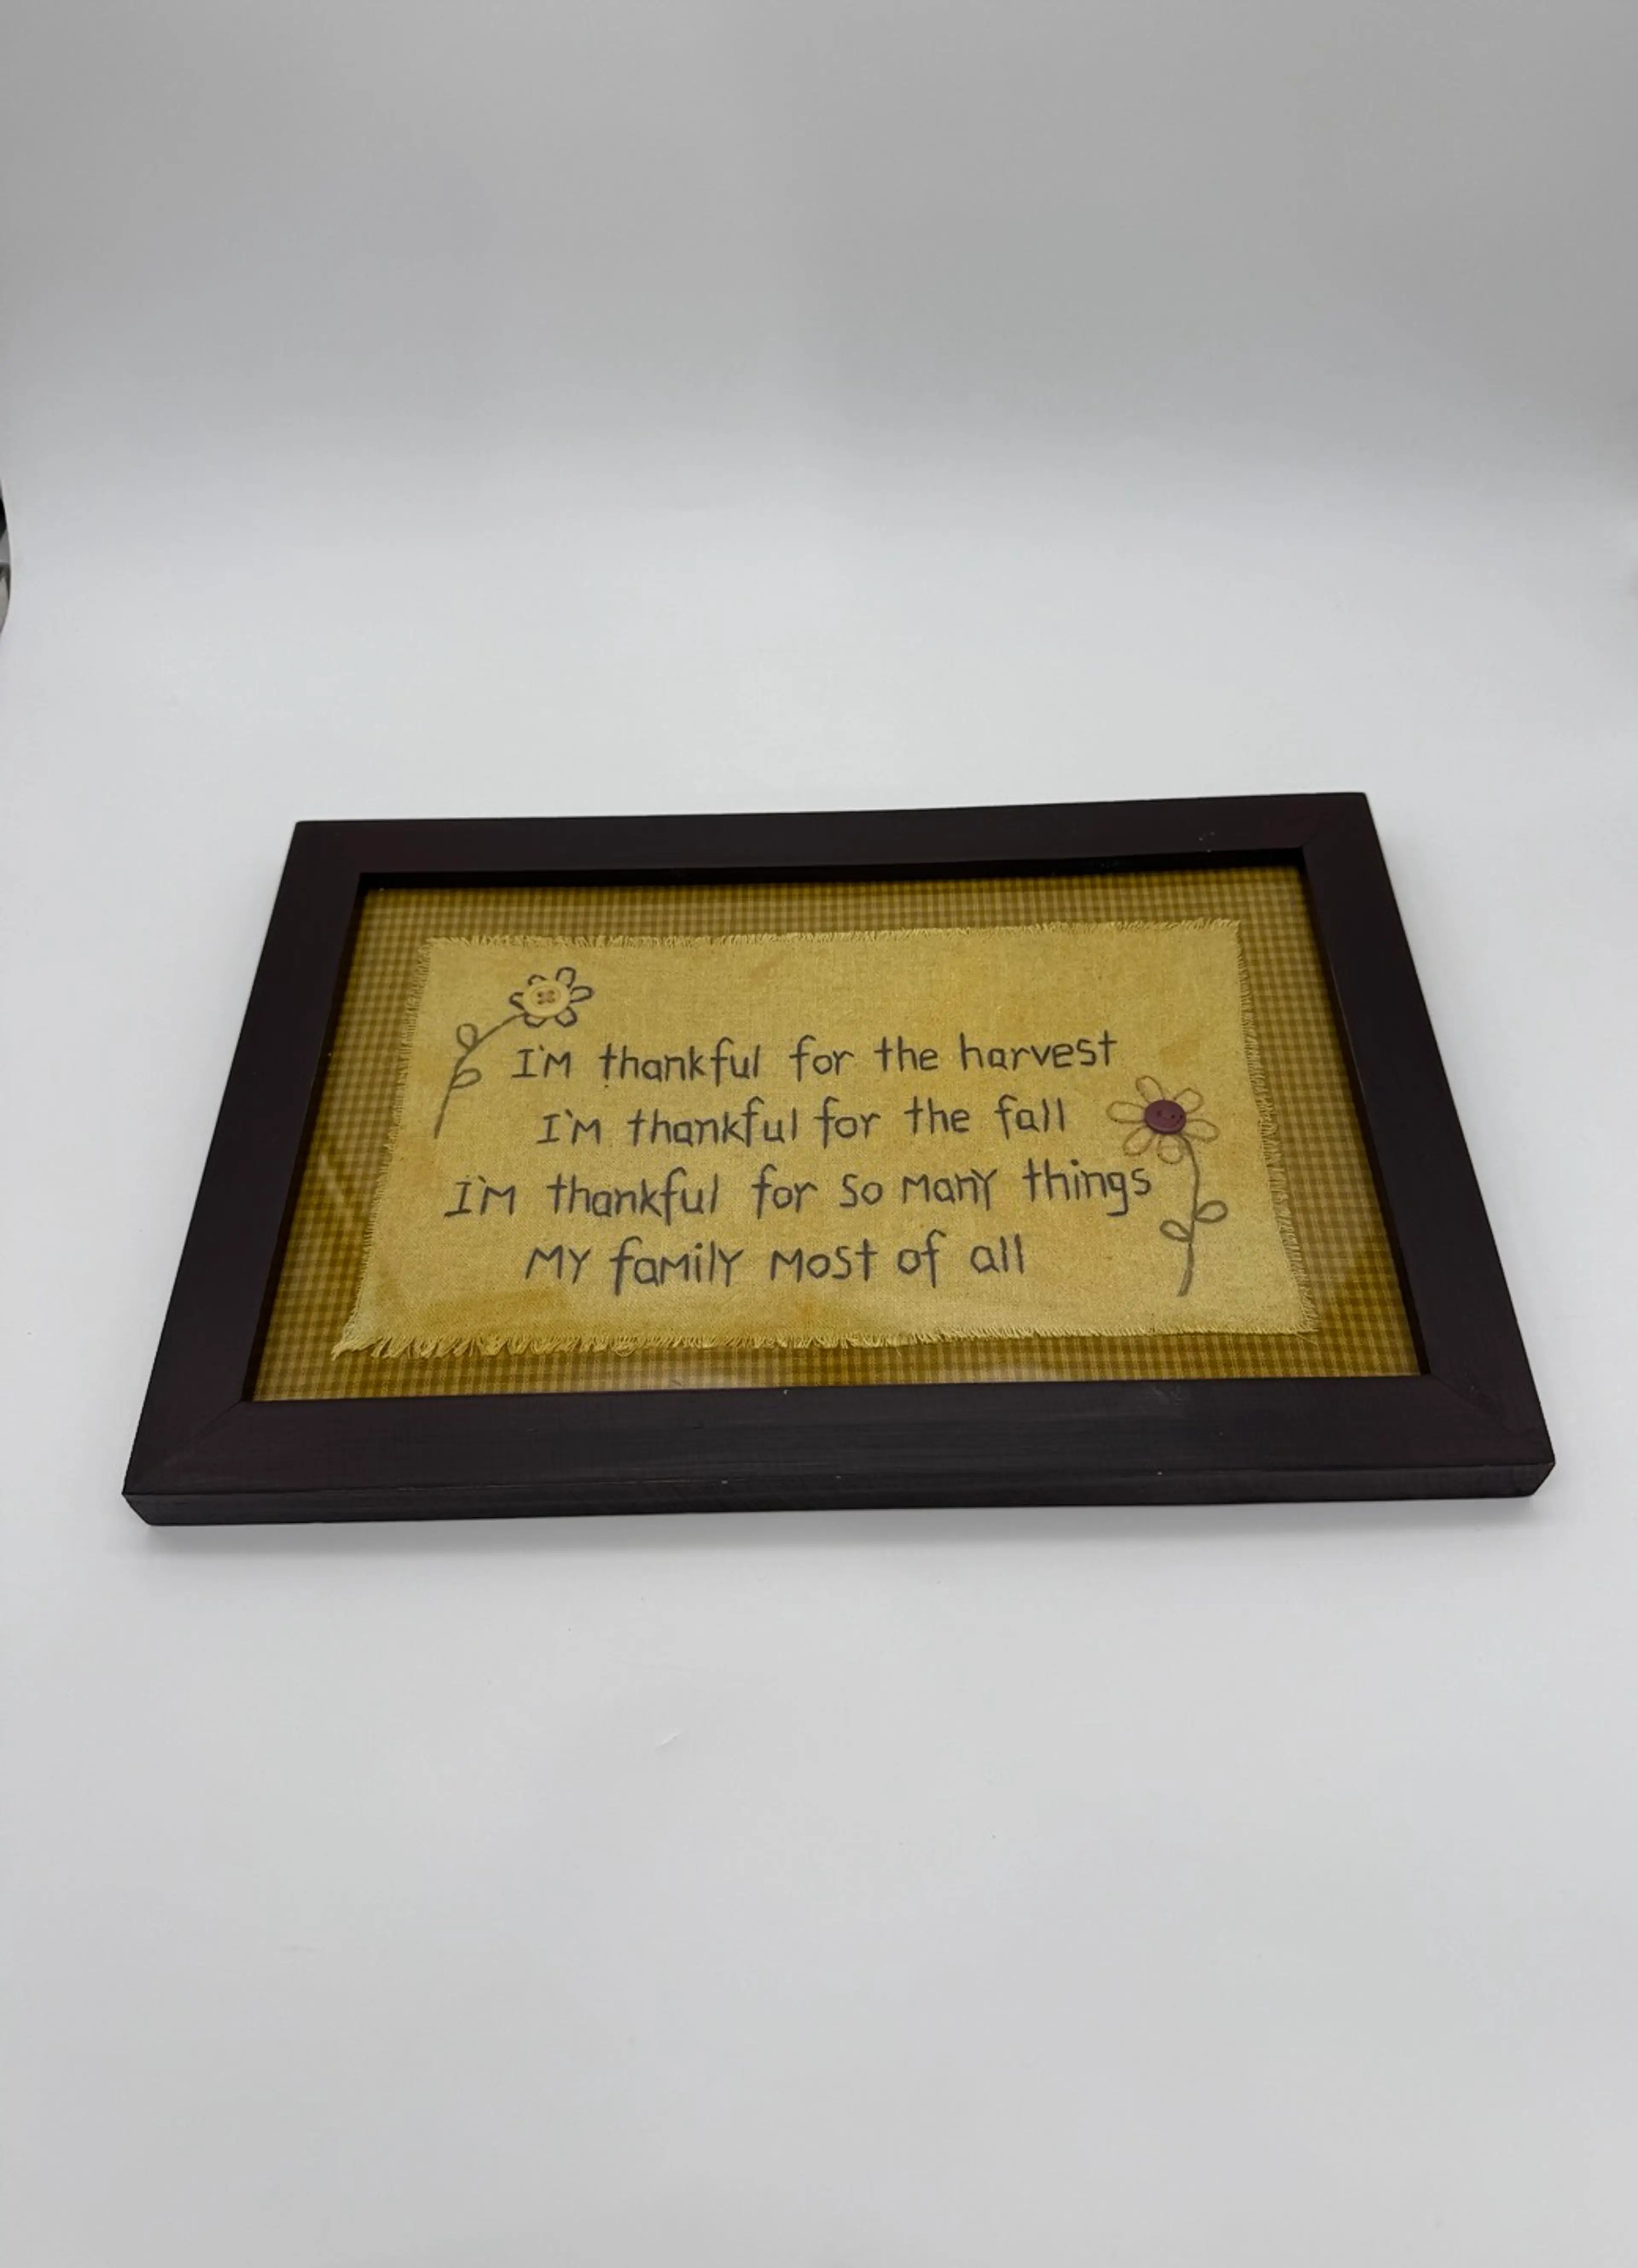 I'M thankful for the harvest
I'M thankful for the fall
I'M thankful for so many things
My family most of all